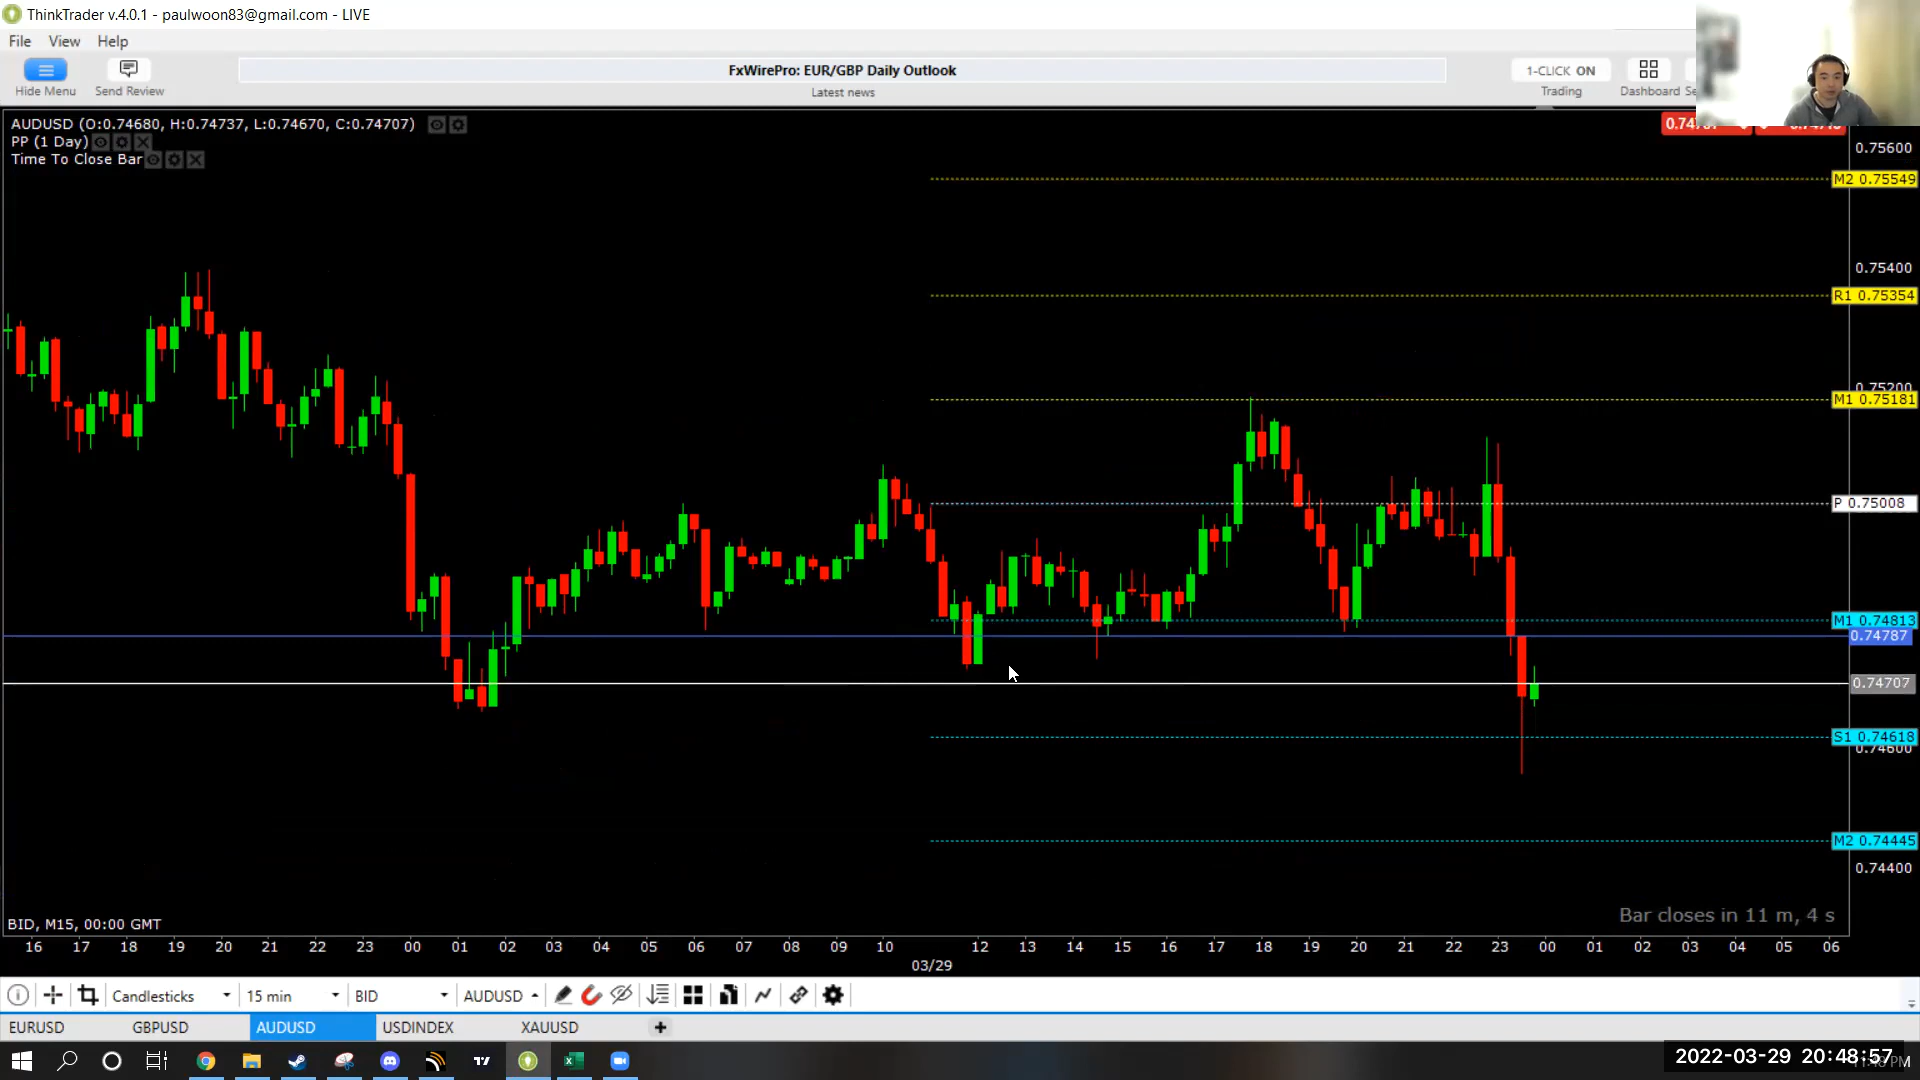 ThinkTrader v.4.0.1 - paulwoon83@gmail.com - LIVE
File View Help
Hide Menu Send Review
FxWirePro: EUR/GBP Daily Outlook
Latest news
1-CLICK ON
Trading
Dashboard Se
AUDUSD (O:0.74680, H:0.74737, L:0.74670, C:0.74707)
PP (1 Day)
Time To Close Bar
0.75600
M2 0.75549
0.75400
R1 0.75354
0.75200
M1 0.75181
P 0.75008
M1 0.74813
0.74787
0.74707
S1 0.74618
0.74600
M2 0.74445
0.74400
Bar closes in 11 m, 4 s
BID, M15, 00:00 GMT
16 17 18 19 20 21 22 23 00 01 02 03 04 05 06 07 08 09 10 12 13 14 15 16 17 18 19 20 21 22 23 00 01 02 03 04 05 06
03/29
Candlesticks 15 min BID AUDUSD
EURUSD GBPUSD AUDUSD USDINDEX XAUUSD
2022-03-29 20:48:57